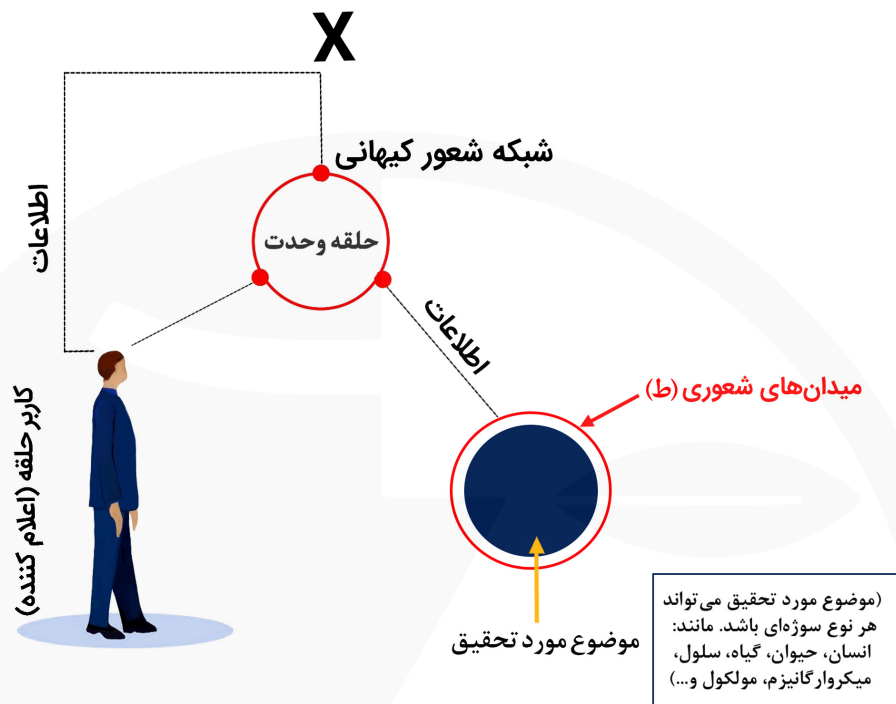 X
شبکه شعور کیهانی
حلقه وحدت
اطلاعات
اطلاعات
میدان‌های شعوری (ط)
کاربر حلقه (اعلام کننده)
موضوع مورد تحقیق
(موضوع مورد تحقیق می‌تواند
هر نوع سوژه‌ای باشد. مانند:
انسان، حیوان، گیاه، سلول،
میکروارگانیزم، مولکول و...)